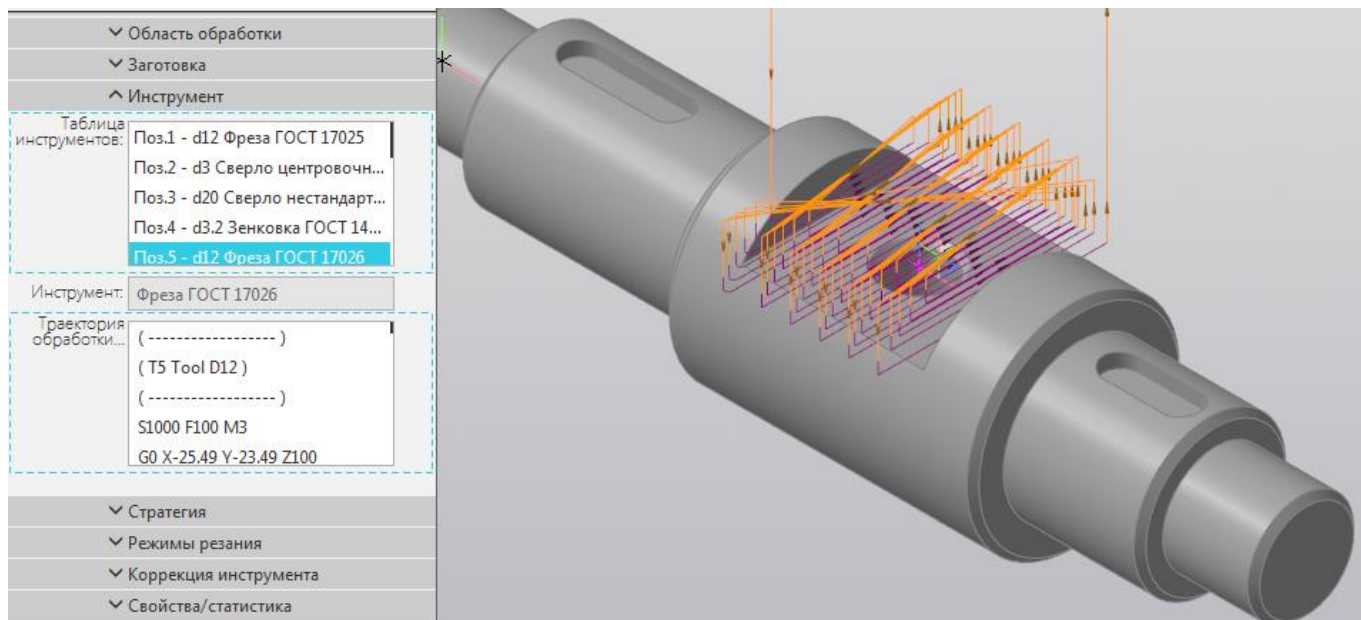 Область обработки
Заготовка
Инструмент
Таблица
инструментов:
Поз.1 - d12 Фреза ГОСТ 17025
Поз.2 - d3 Сверло центровочн...
Поз.3 - d20 Сверло нестандарт...
Поз.4 - d3.2 Зенковка ГОСТ 14...
Поз.5 - d12 Фреза ГОСТ 17026
Инструмент:
Фреза ГОСТ 17026
Траектория
обработки...
( ------------------ )
( T5 Tool D12 )
( ------------------ )
S1000 F100 M3
G0 X-25.49 Y-23.49 Z100
Стратегия
Режимы резания
Коррекция инструмента
Свойства/статистика